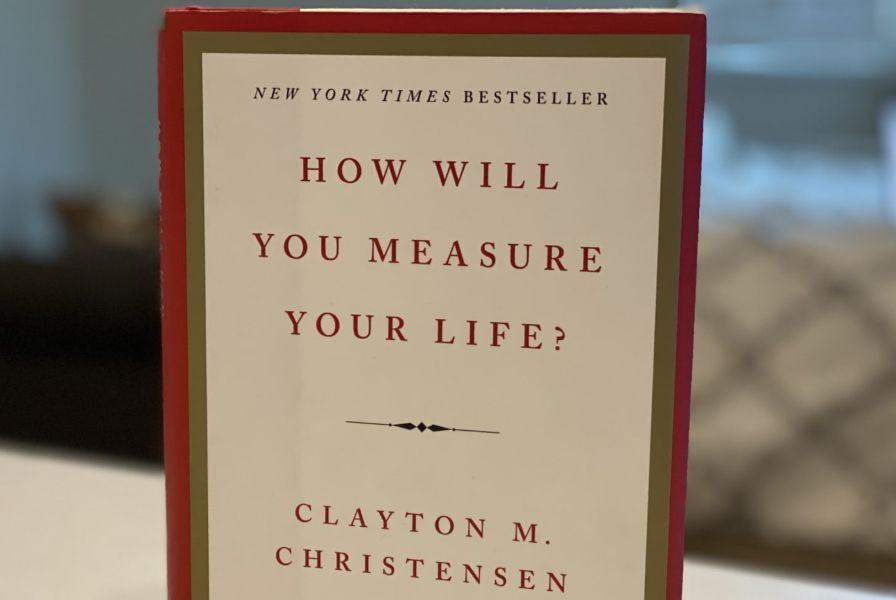 NEW YORK TIMES BESTSELLER
HOW WILL
YOU MEASURE
YOUR LIFE?
CLAYTON M.
CHRISTENSEN